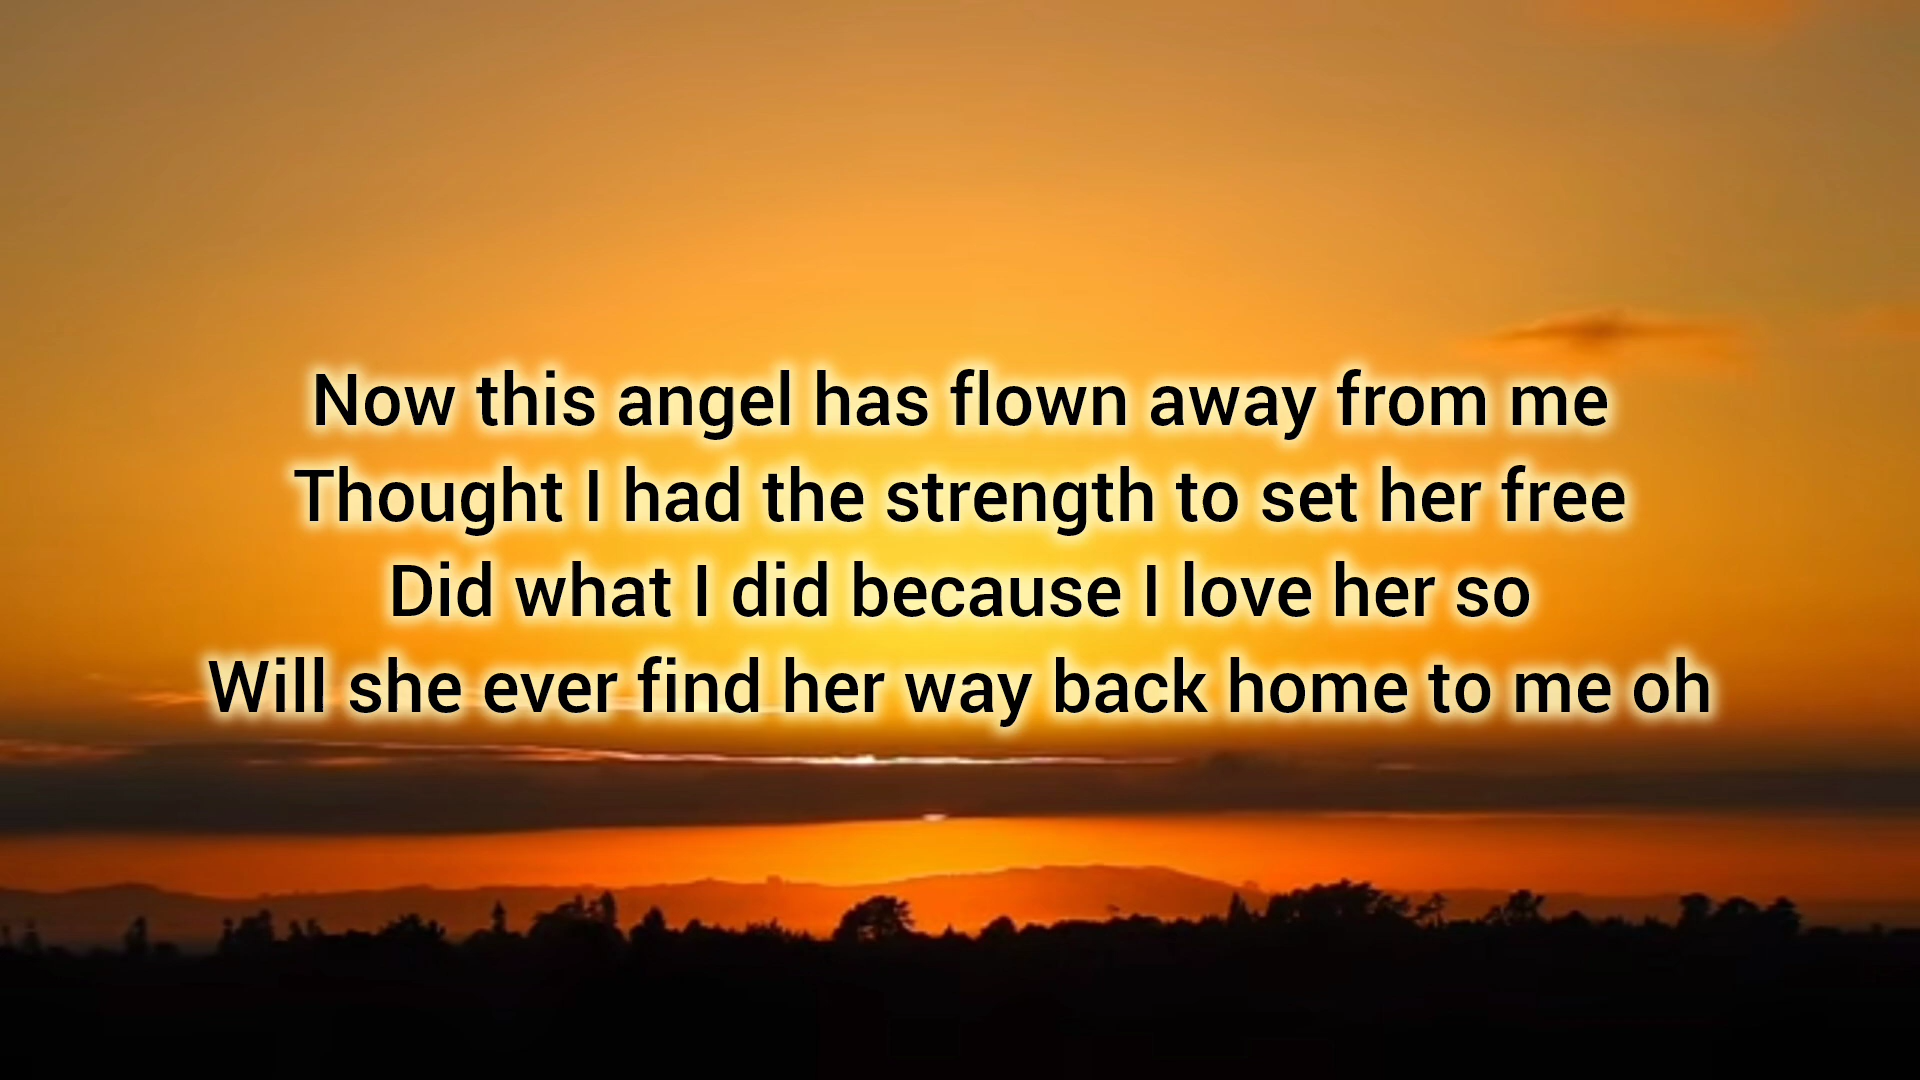 Now this angel has flown away from me
Thought I had the strength to set her free
Did what I did because I love her so
Will she ever find her way back home to me oh